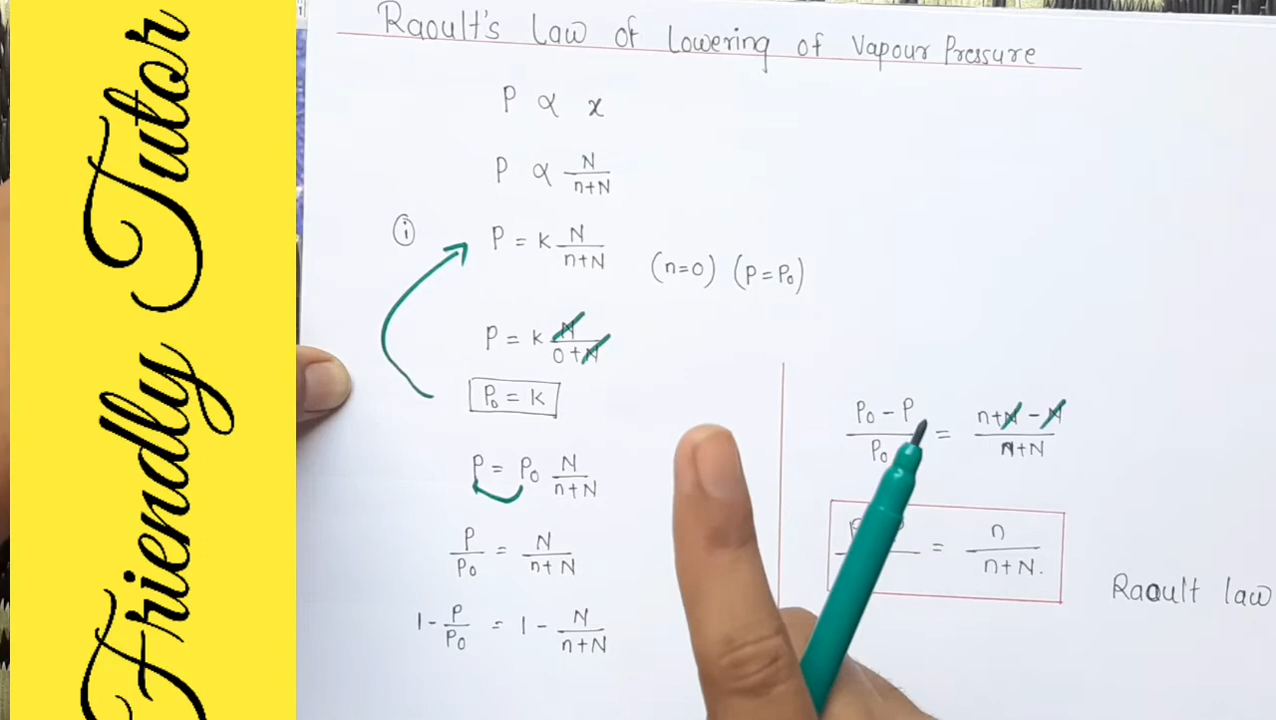 Friendly Tutor
Raoult's Law of Lowering of Vapour Pressure
P ∝ x
P ∝ N/(n+N)
(i) P = k N/(n+N) (n=0) (P=P₀)
P = k N/(0+N)
P₀ = k
P = P₀ N/(n+N)
P/P₀ = N/(n+N)
1 - P/P₀ = 1 - N/(n+N)
(P₀ - P)/P₀ = (n+N-N)/(n+N)
= n/(n+N).
Raoult law